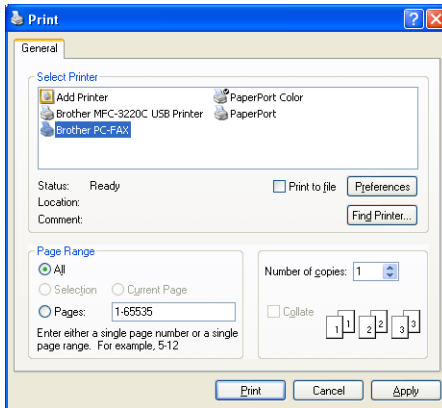 Print
General
Select Printer
Add Printer
PaperPort Color
Brother MFC-3220C USB Printer
PaperPort
Brother PC-FAX
Status: Ready
Print to file
Preferences
Location:
Comment:
Find Printer...
Page Range
All
Selection
Current Page
Pages: 1-65535
Enter either a single page number or a single
page range. For example, 5-12
Number of copies: 1
Collate
1 1 2 2 3 3
Print
Cancel
Apply